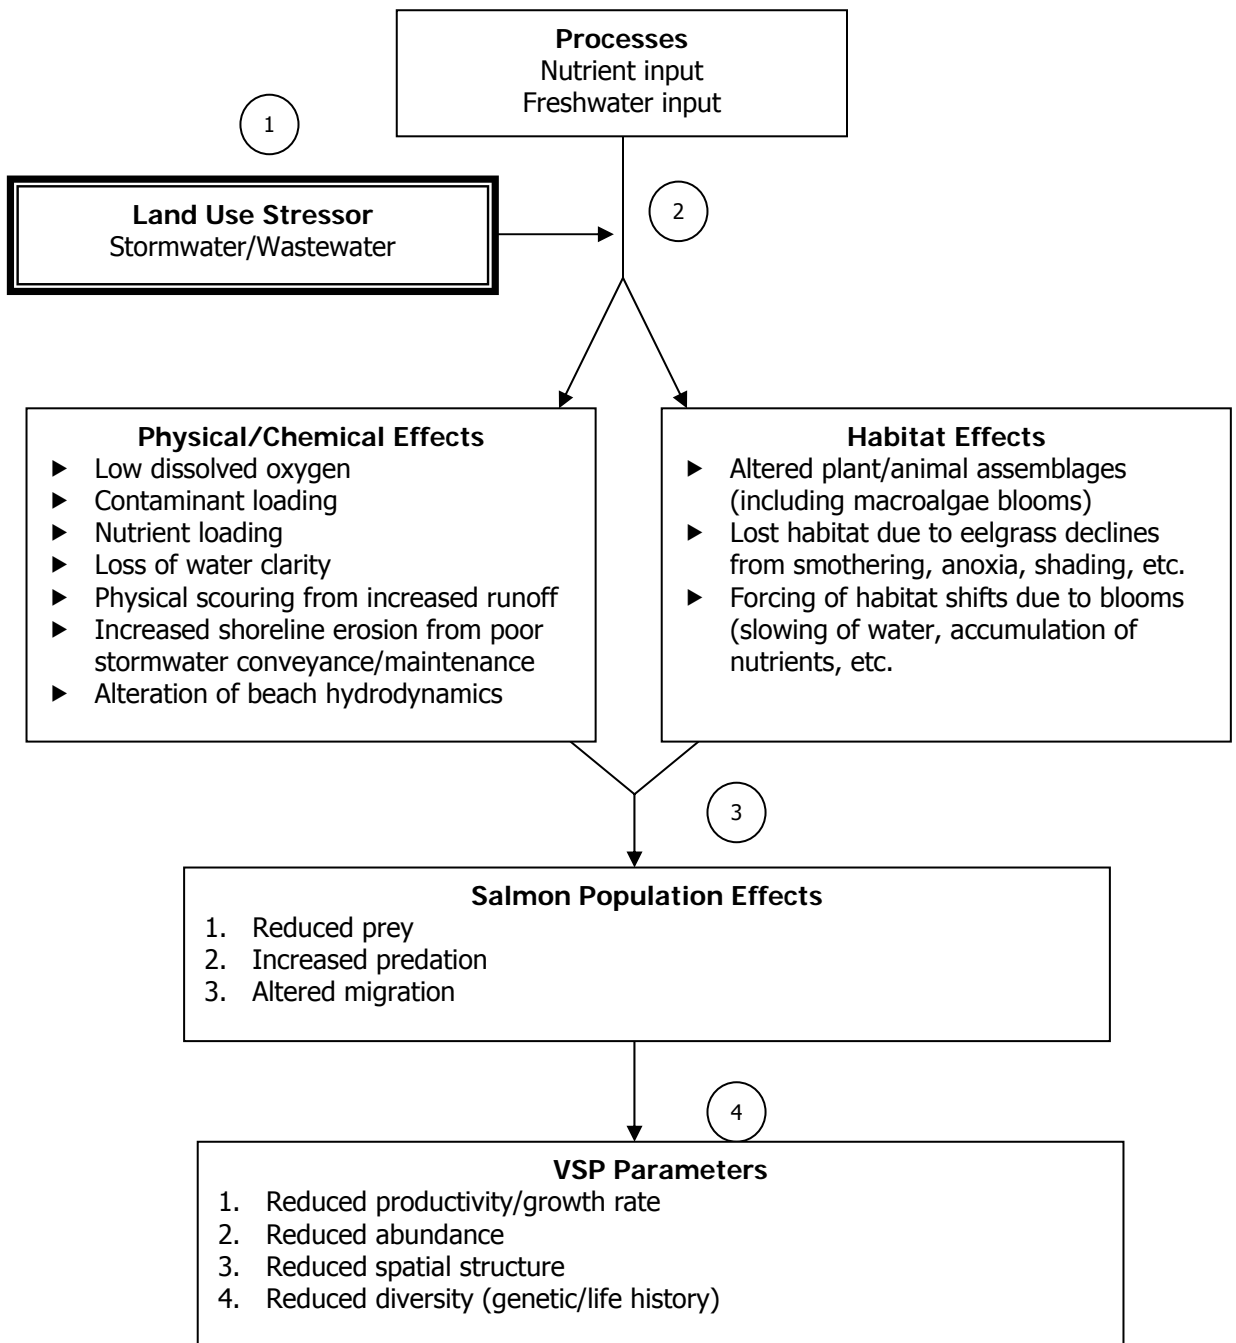 Processes
Nutrient input
Freshwater input
1
Land Use Stressor
Stormwater/Wastewater
2
Physical/Chemical Effects
► Low dissolved oxygen
► Contaminant loading
► Nutrient loading
► Loss of water clarity
► Physical scouring from increased runoff
► Increased shoreline erosion from poor
stormwater conveyance/maintenance
► Alteration of beach hydrodynamics
Habitat Effects
► Altered plant/animal assemblages
(including macroalgae blooms)
► Lost habitat due to eelgrass declines
from smothering, anoxia, shading, etc.
► Forcing of habitat shifts due to blooms
(slowing of water, accumulation of
nutrients, etc.
3
Salmon Population Effects
1. Reduced prey
2. Increased predation
3. Altered migration
4
VSP Parameters
1. Reduced productivity/growth rate
2. Reduced abundance
3. Reduced spatial structure
4. Reduced diversity (genetic/life history)